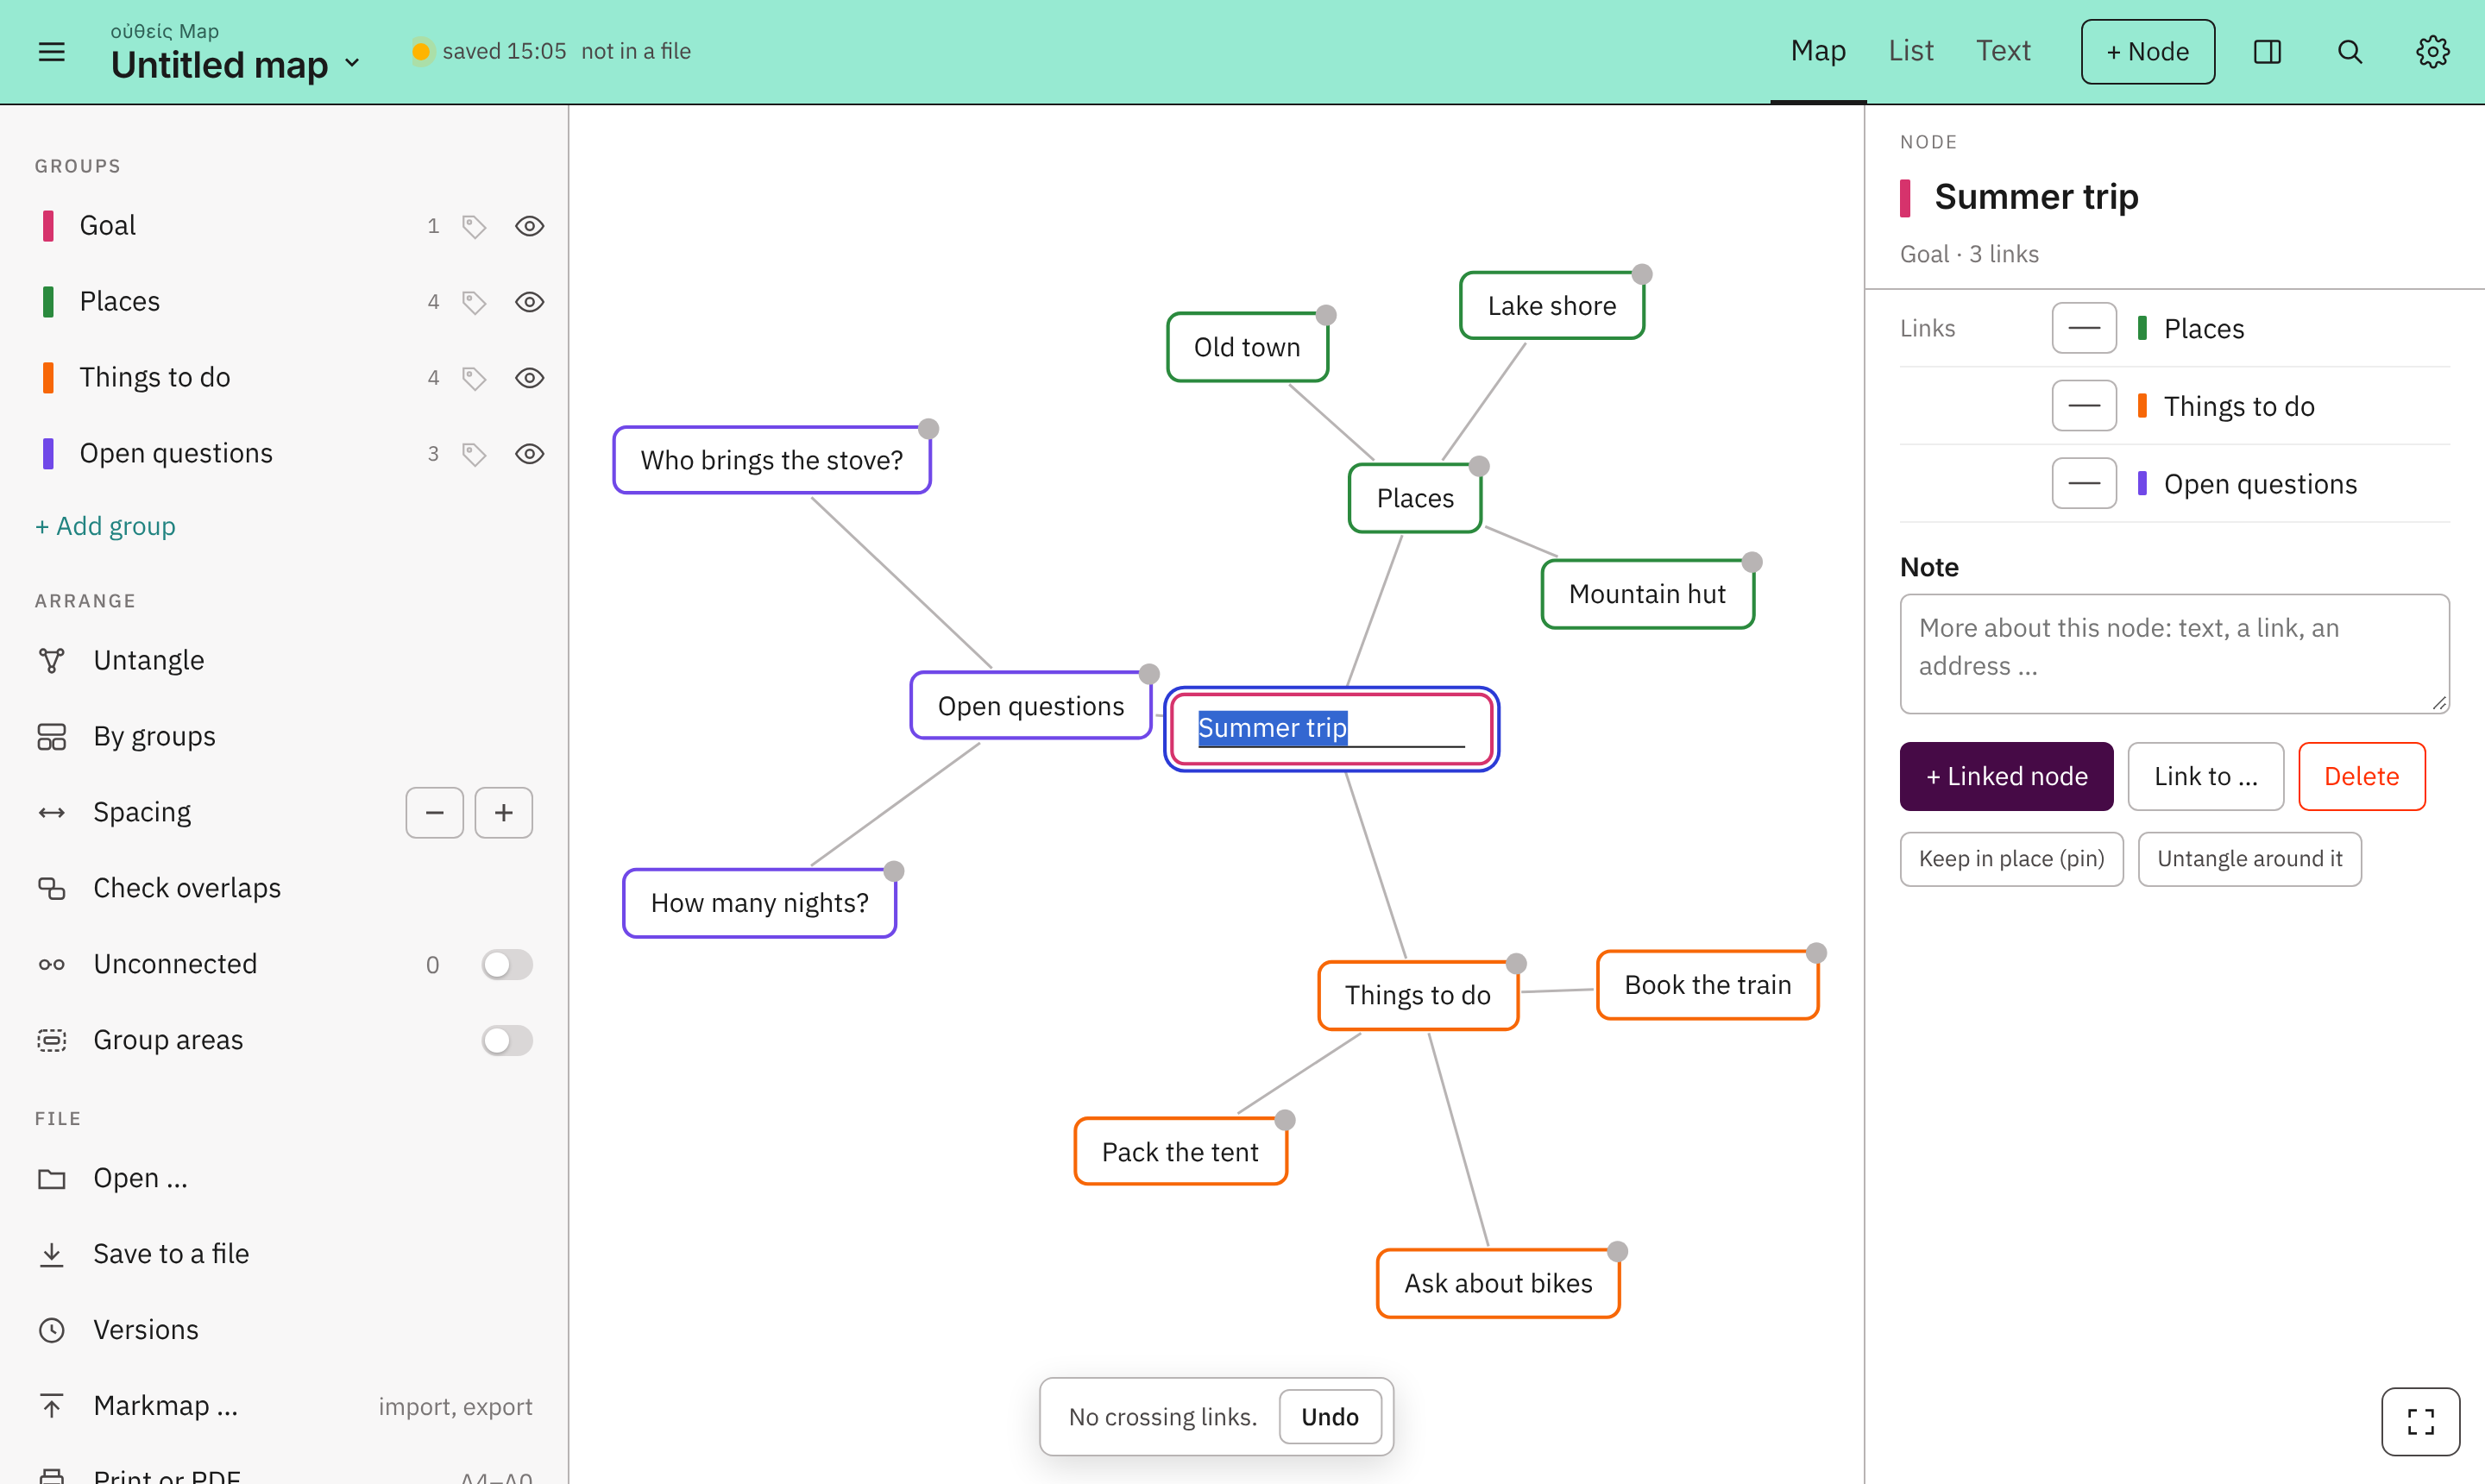 οὐθείς Map
Untitled map
saved 15:05 not in a file
Map
List
Text
+ Node
GROUPS
Goal 1
Places 4
Things to do 4
Open questions 3
+ Add group
ARRANGE
Untangle
By groups
Spacing − +
Check overlaps
Unconnected 0
Group areas
FILE
Open ...
Save to a file
Versions
Markmap ... import, export
Print or PDF A4–A0
Lake shore
Old town
Who brings the stove?
Places
Mountain hut
Open questions
Summer trip
How many nights?
Things to do
Book the train
Pack the tent
Ask about bikes
No crossing links. Undo
NODE
Summer trip
Goal · 3 links
Links
Places
Things to do
Open questions
Note
More about this node: text, a link, an
address ...
+ Linked node
Link to ...
Delete
Keep in place (pin)
Untangle around it